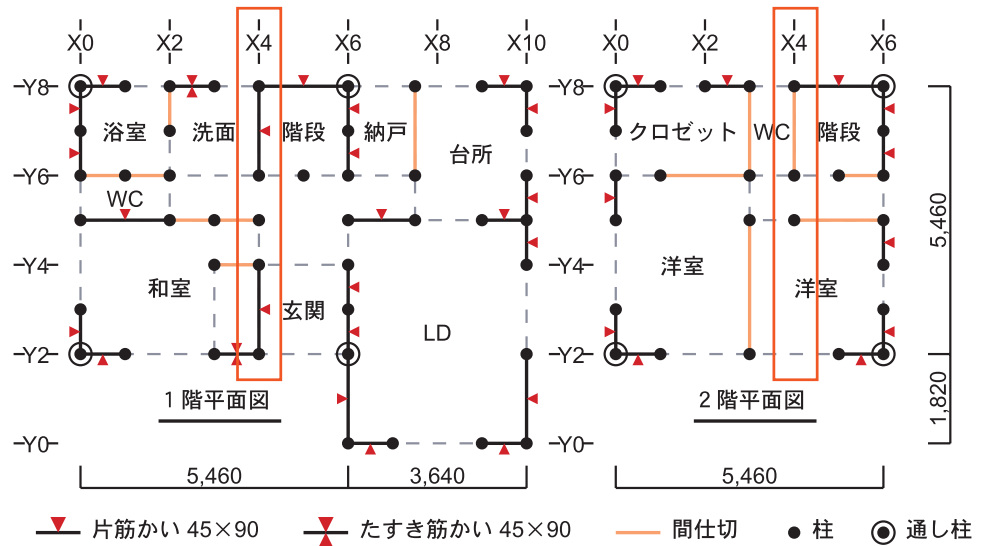 X0 X2 X4 X6 X8 X10 X0 X2 X4 X6
Y8 Y8
浴室 洗面 階段 納戸 台所 クロゼット WC 階段
Y6 Y6
WC
Y4 Y4
和室 玄関 LD 洋室 洋室
Y2 Y2
5,460
1,820
1階平面図 2階平面図
Y0 Y0
5,460 3,640 5,460
片筋かい 45×90 たすき筋かい 45×90 間仕切 柱 通し柱